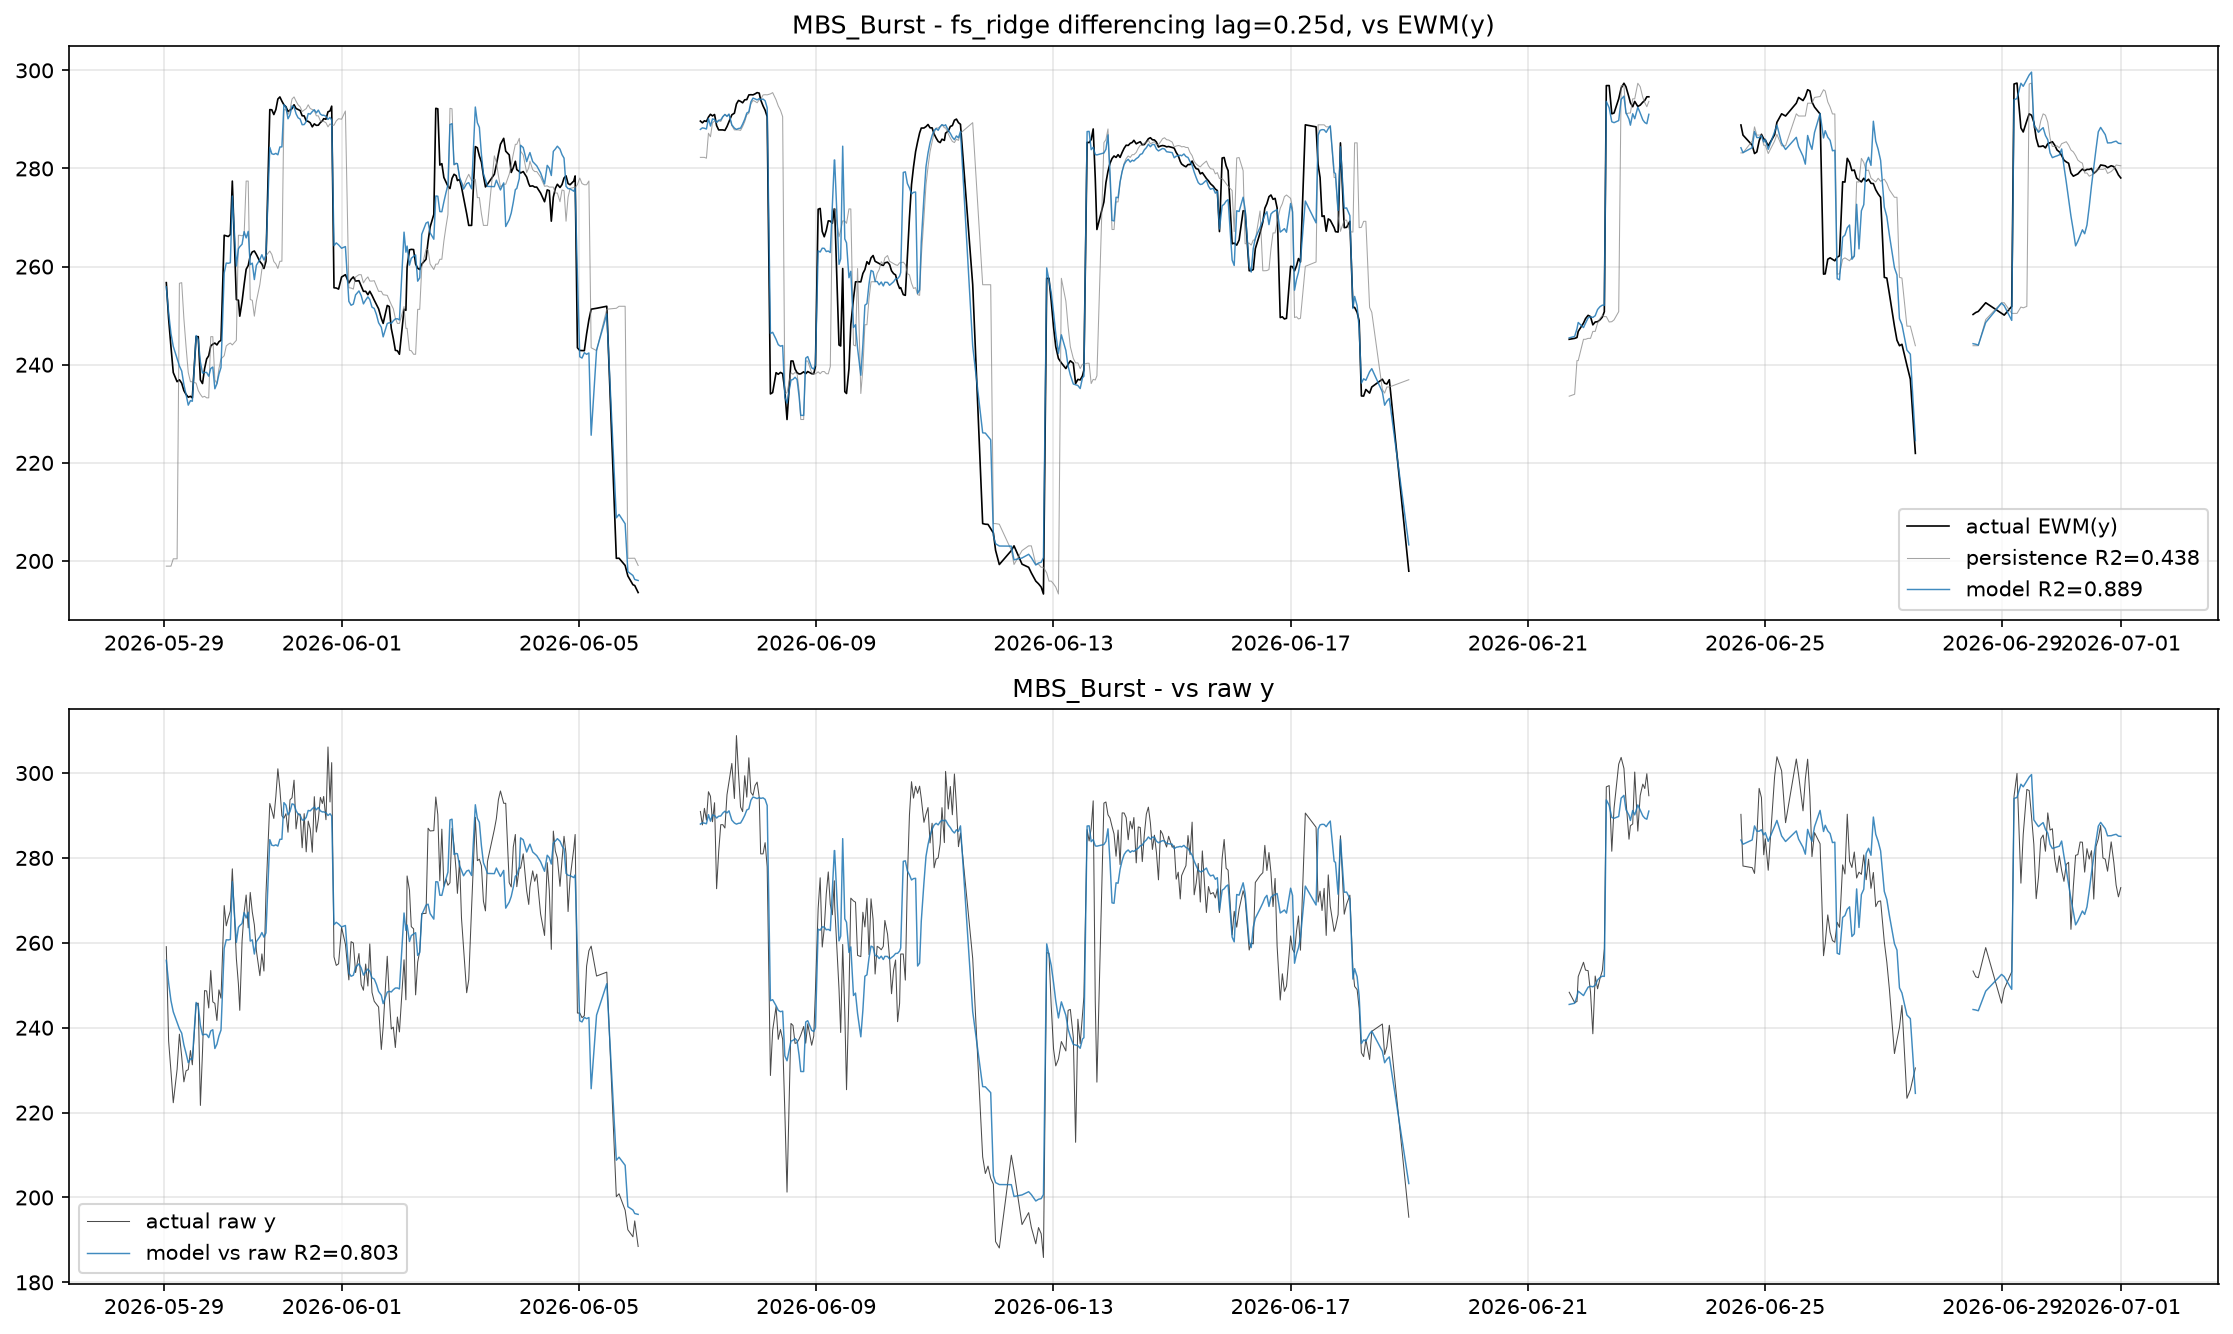 MBS_Burst - fs_ridge differencing lag=0.25d, vs EWM(y)
300
280
260
240
220
200
actual EWM(y)
persistence R2=0.438
model R2=0.889
2026-05-29 2026-06-01 2026-06-05 2026-06-09 2026-06-13 2026-06-17 2026-06-21 2026-06-25 2026-06-29 2026-07-01
MBS_Burst - vs raw y
300
280
260
240
220
200
180
actual raw y
model vs raw R2=0.803
2026-05-29 2026-06-01 2026-06-05 2026-06-09 2026-06-13 2026-06-17 2026-06-21 2026-06-25 2026-06-29 2026-07-01